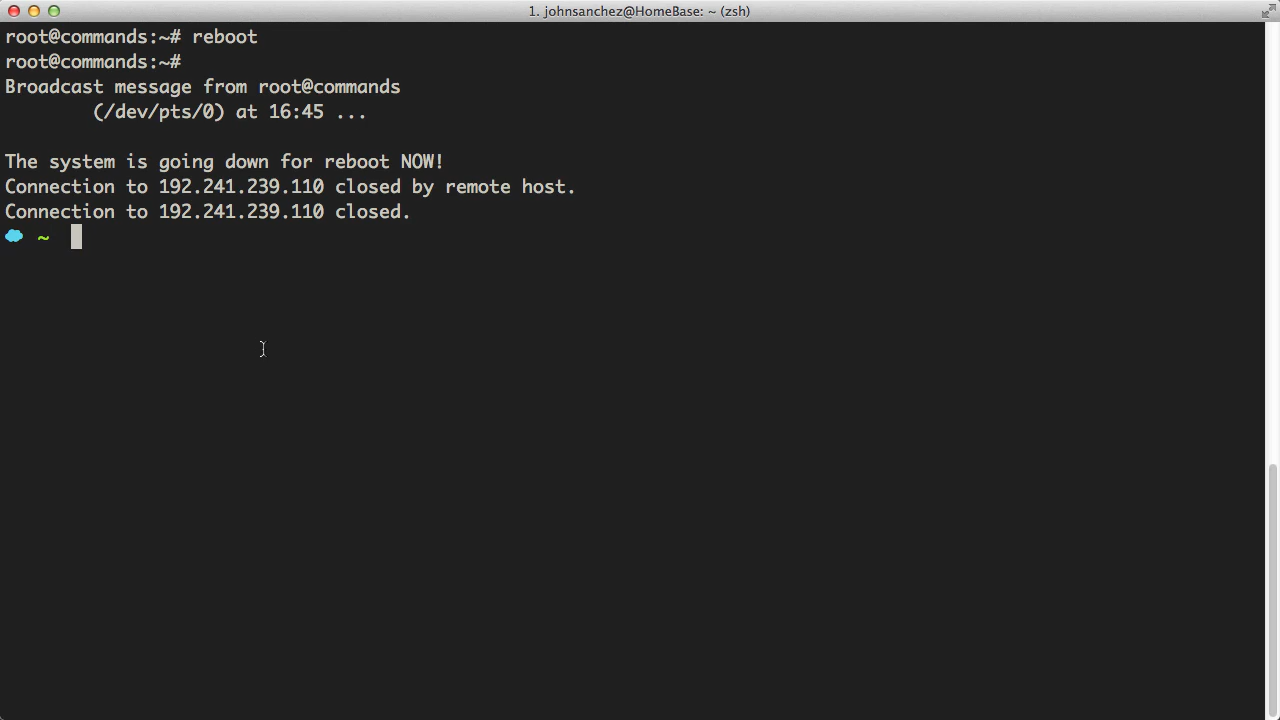 1. johnsanchez@HomeBase: ~ (zsh)
root@commands:~# reboot
root@commands:~#
Broadcast message from root@commands
        (/dev/pts/0) at 16:45 ...
The system is going down for reboot NOW!
Connection to 192.241.239.110 closed by remote host.
Connection to 192.241.239.110 closed.
~